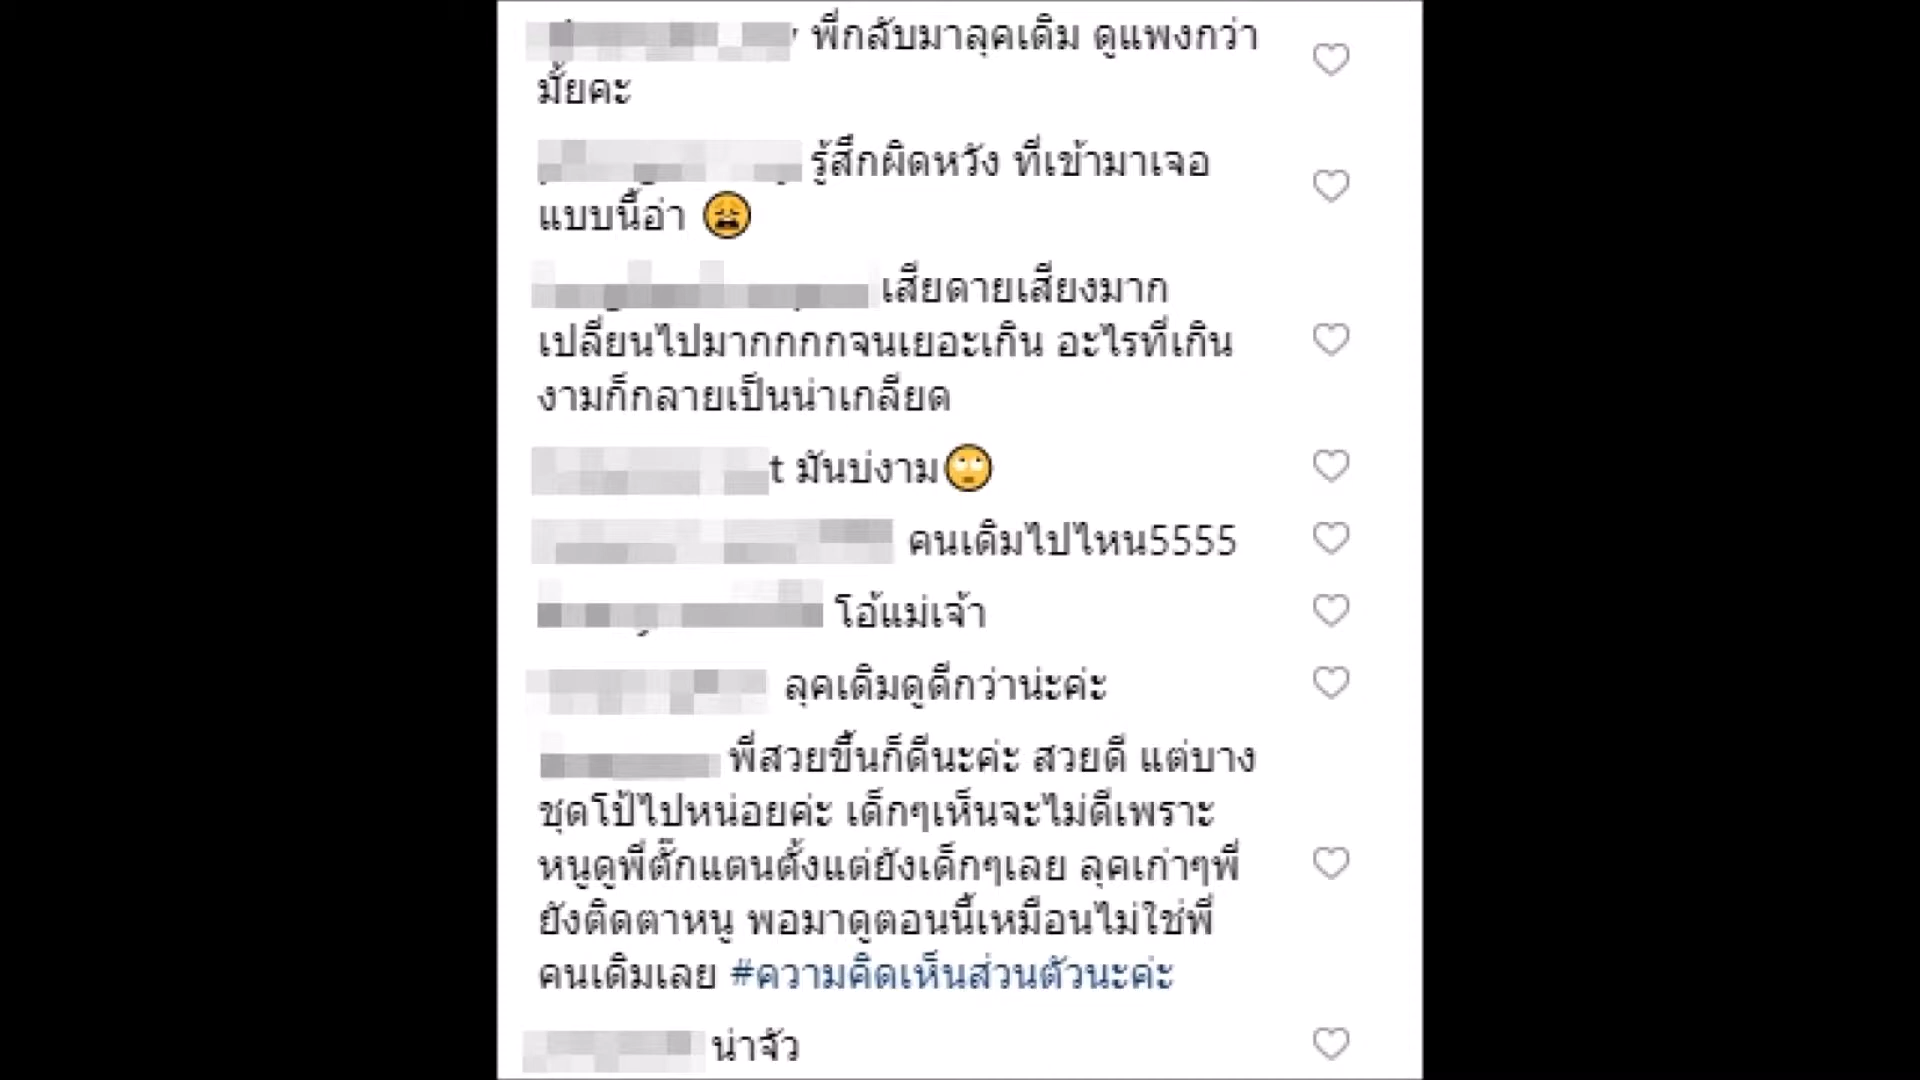 พี่กลับมาลุคเดิม ดูแพงกว่า
มั้ยคะ
รู้สึกผิดหวัง ที่เข้ามาเจอ
แบบนี้อ่า 😩
เสียดายเสียงมาก
เปลี่ยนไปมากกกกจนเยอะเกิน อะไรที่เกิน
งามก็กลายเป็นน่าเกลียด
t มันบ่งาม🙄
คนเดิมไปไหน5555
โอ้แม่เจ้า
ลุคเดิมดูดีกว่าน่ะค่ะ
พี่สวยขึ้นก็ดีนะค่ะ สวยดี แต่บาง
ชุดโป้ไปหน่อยค่ะ เด็กๆเห็นจะไม่ดีเพราะ
หนูดูพี่ตั๊กแตนตั้งแต่ยังเด็กๆเลย ลุคเก่าๆพี่
ยังติดตาหนู พอมาดูตอนนี้เหมือนไม่ใช่พี่
คนเดิมเลย #ความคิดเห็นส่วนตัวนะค่ะ
น่าจัว